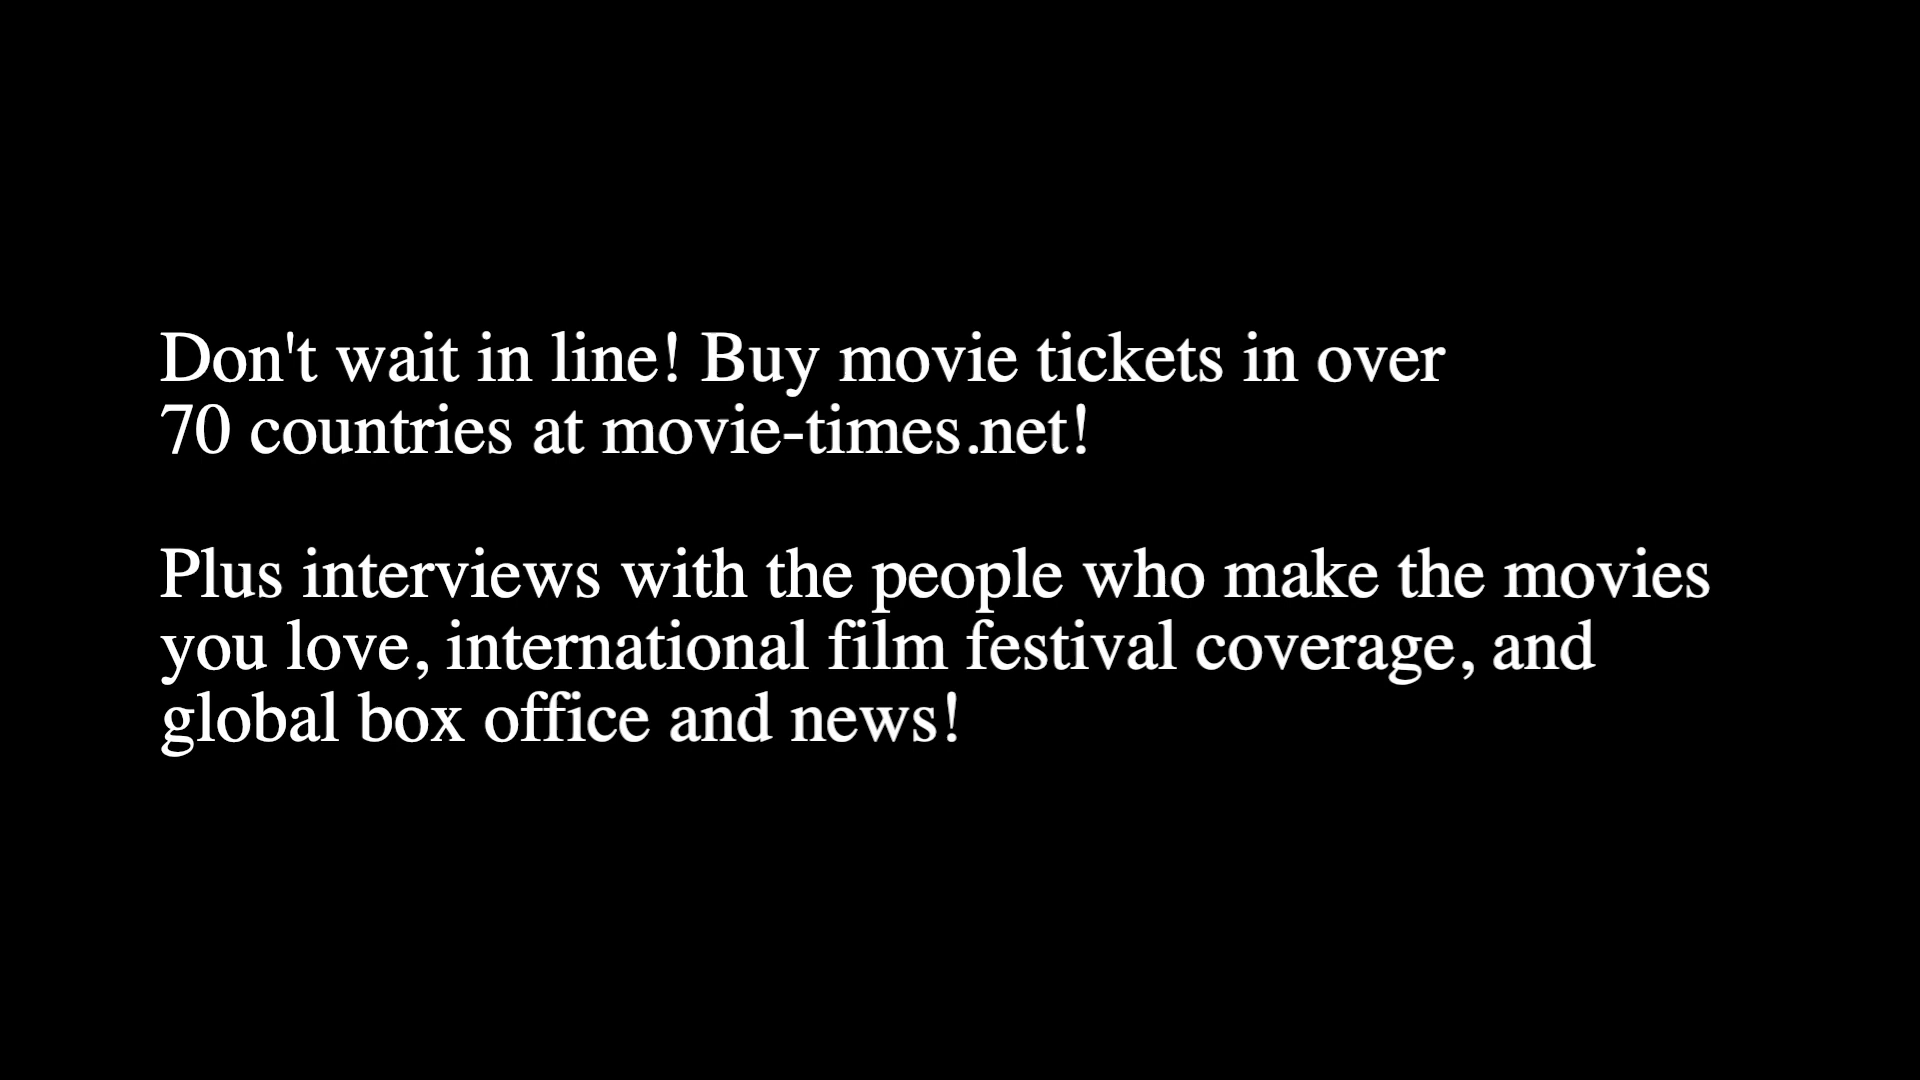 Don't wait in line! Buy movie tickets in over
70 countries at movie-times.net!
Plus interviews with the people who make the movies
you love, international film festival coverage, and
global box office and news!